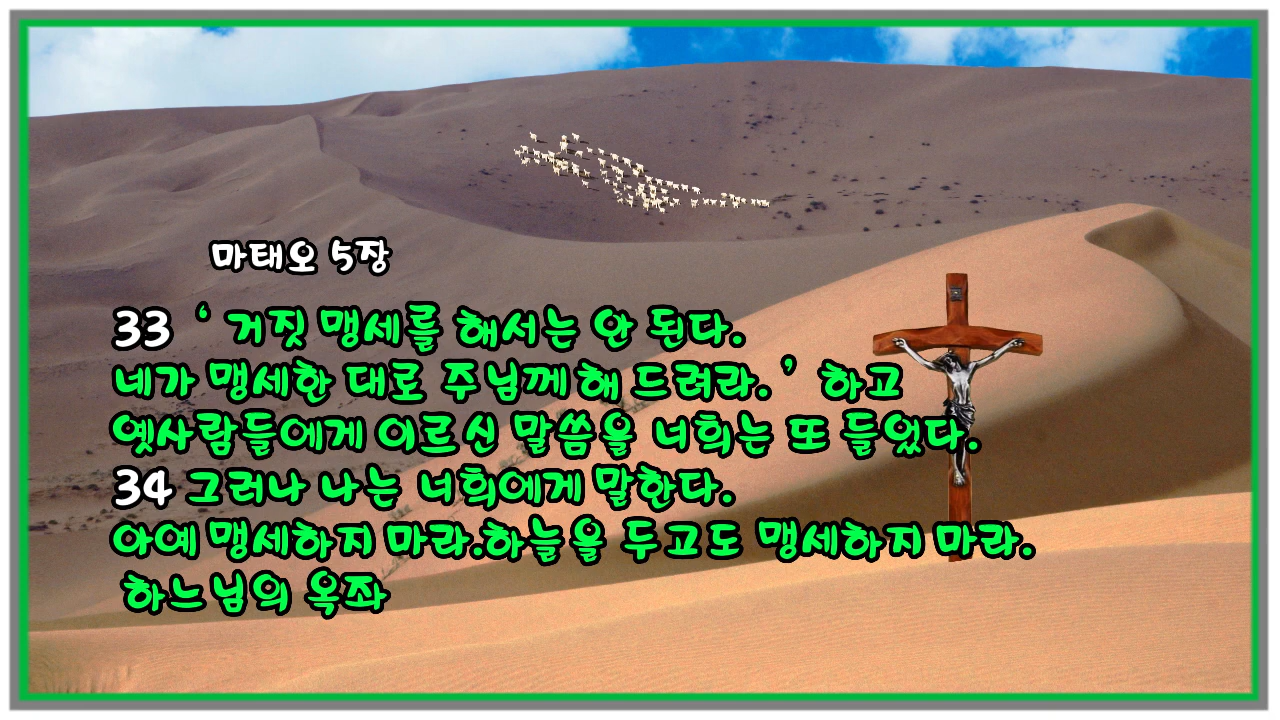 마태오 5장
33 ‘ 거짓 맹세를 해서는 안 된다.
네가 맹세한 대로 주님께 해 드려라. ’ 하고
옛사람들에게 이르신 말씀을 너희는 또 들었다.
34 그러나 나는 너희에게 말한다.
아예 맹세하지 마라.하늘을 두고도 맹세하지 마라.
하느님의 옥좌